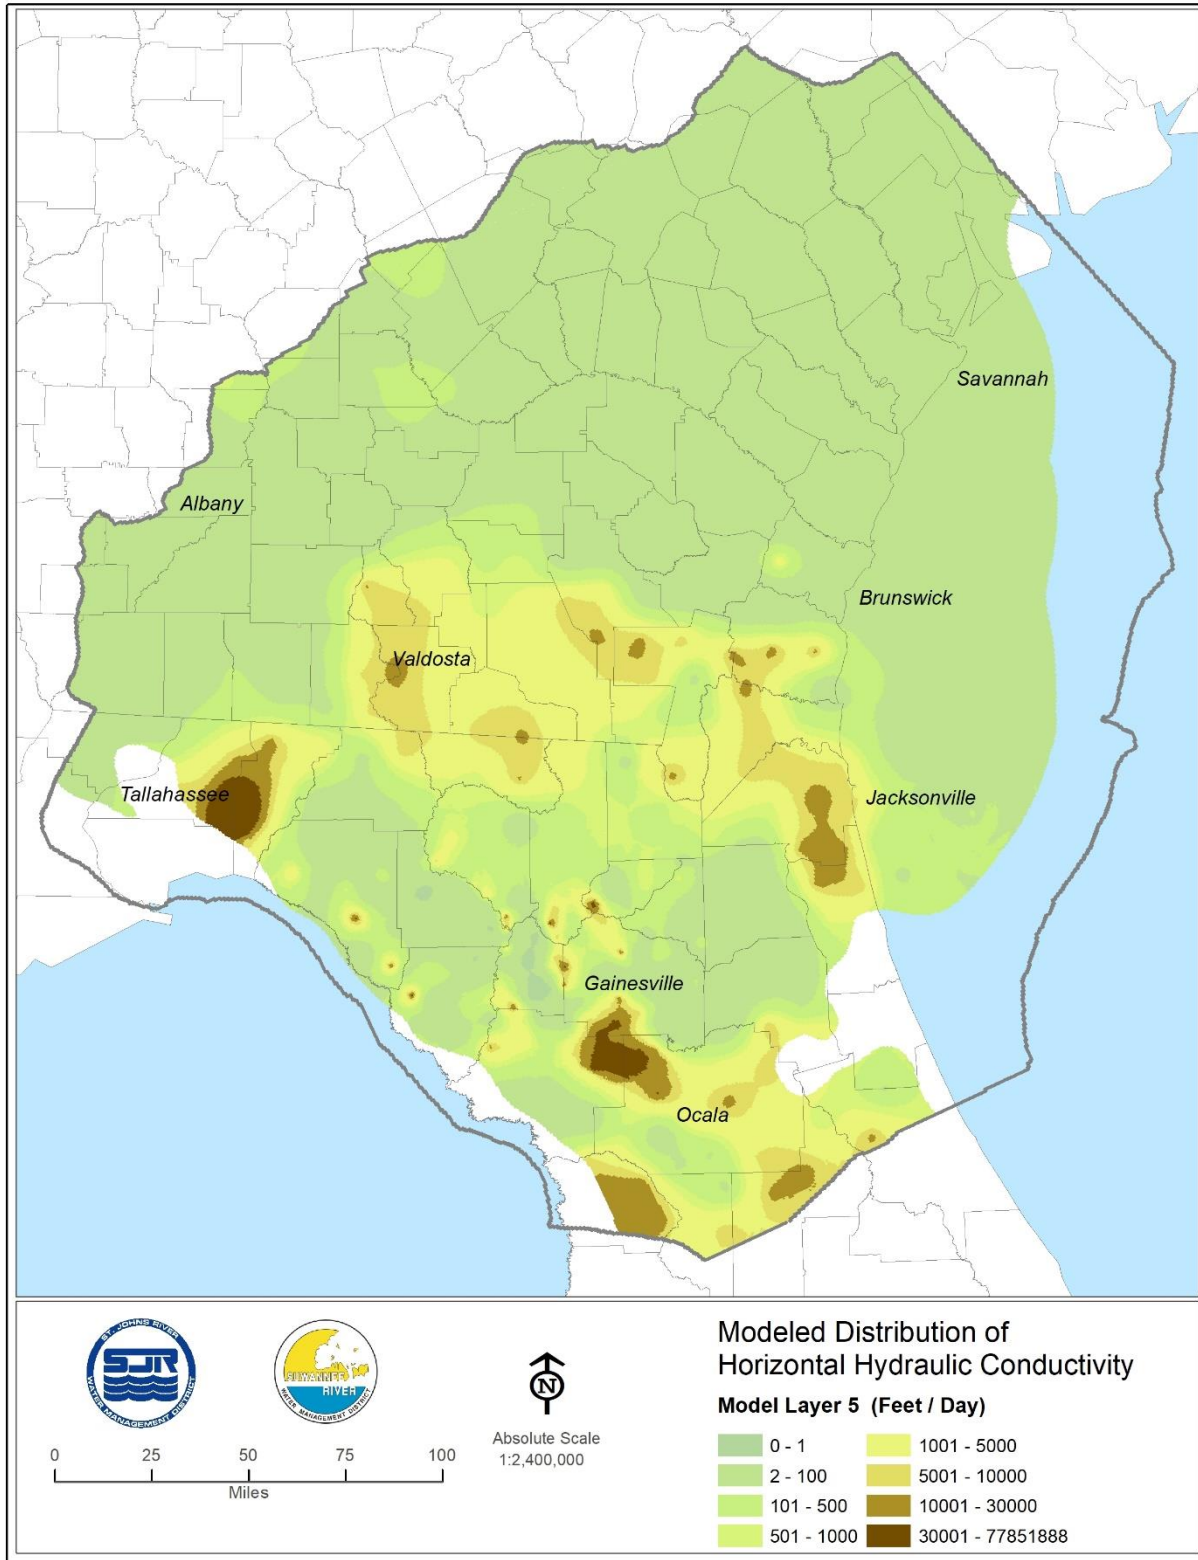 Savannah
Albany
Brunswick
Valdosta
Tallahassee
Jacksonville
Gainesville
Ocala
ST. JOHNS RIVER
SJR
WATER MANAGEMENT DISTRICT
SUWANNEE
RIVER
WATER MANAGEMENT DISTRICT
N
Absolute Scale
1:2,400,000
0 25 50 75 100
Miles
Modeled Distribution of
Horizontal Hydraulic Conductivity
Model Layer 5 (Feet / Day)
0 - 1
2 - 100
101 - 500
501 - 1000
1001 - 5000
5001 - 10000
10001 - 30000
30001 - 77851888